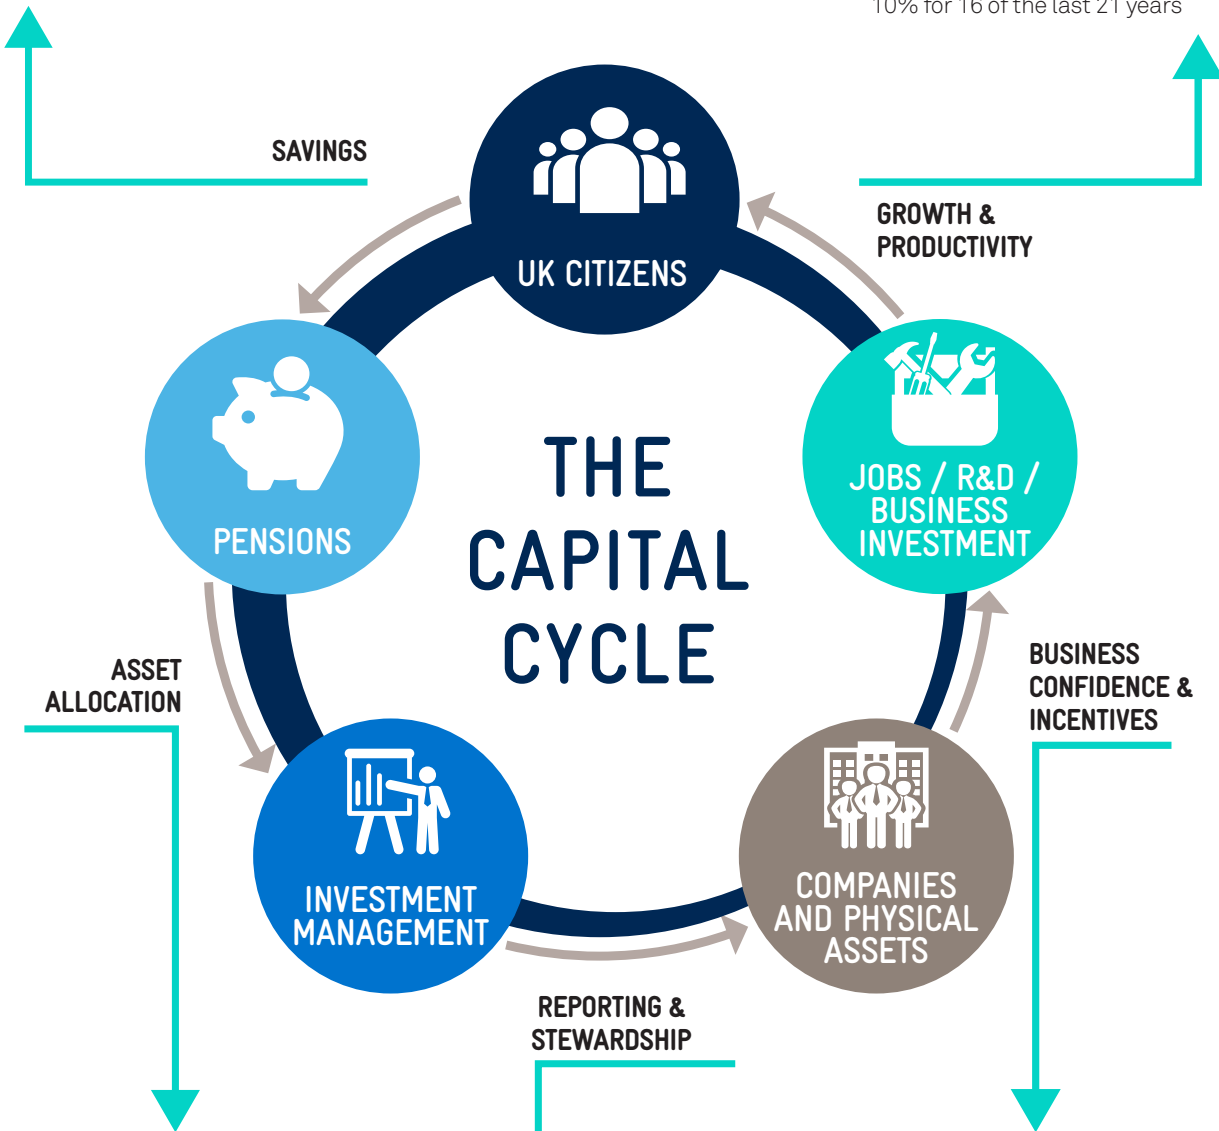 10% for 16 of the last 21 years
SAVINGS
UK CITIZENS
GROWTH &
PRODUCTIVITY
PENSIONS
THE
CAPITAL
CYCLE
JOBS / R&D /
BUSINESS
INVESTMENT
ASSET
ALLOCATION
BUSINESS
CONFIDENCE &
INCENTIVES
INVESTMENT
MANAGEMENT
COMPANIES
AND PHYSICAL
ASSETS
REPORTING &
STEWARDSHIP